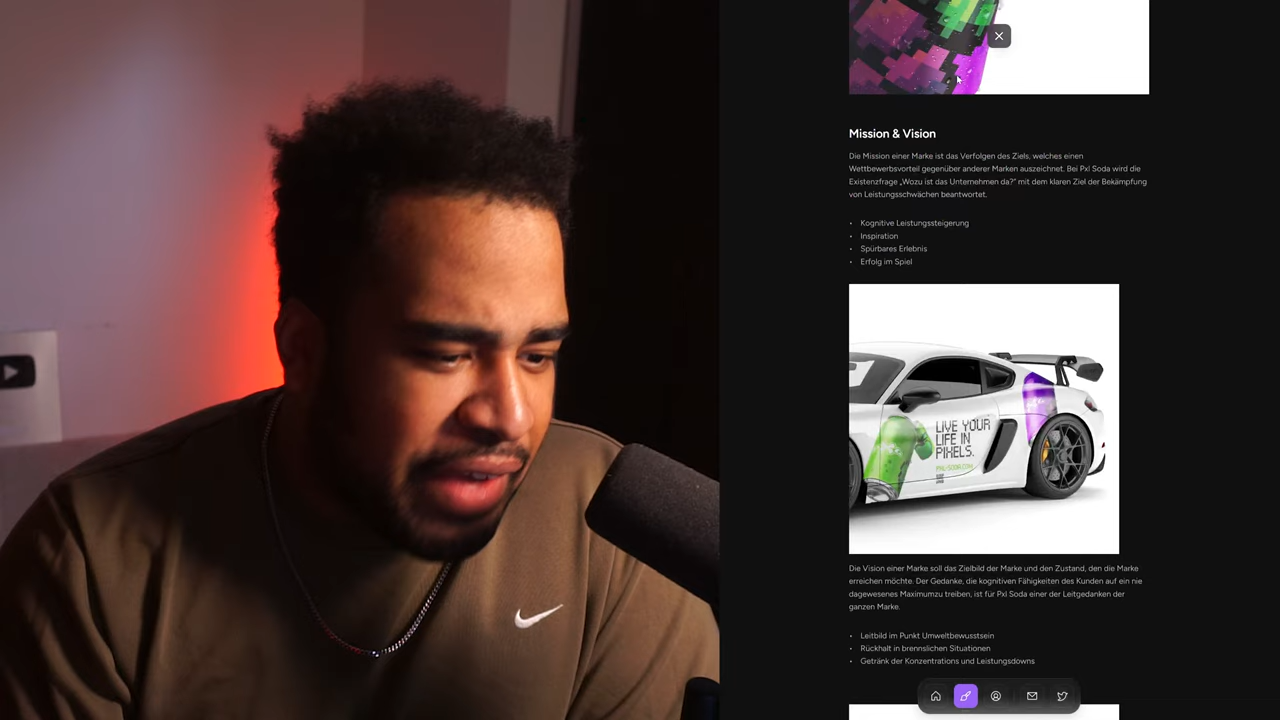 Mission & Vision
Die Mission einer Marke ist das Verfolgen des Ziels, welches einen
Wettbewerbsvorteil gegenüber anderer Marken auszeichnet. Bei Pxl Soda wird die
Existenzfrage „Wozu ist das Unternehmen da?“ mit dem klaren Ziel der Bekämpfung
von Leistungsschwächen beantwortet.
• Kognitive Leistungssteigerung
• Inspiration
• Spürbares Erlebnis
• Erfolg im Spiel
LIVE YOUR
LIFE IN
PIXELS.
PXL-SODA.COM
Die Vision einer Marke soll das Zielbild der Marke und den Zustand, den die Marke
erreichen möchte. Der Gedanke, die kognitiven Fähigkeiten des Kunden auf ein nie
dagewesenes Maximumzu treiben, ist für Pxl Soda einer der Leitgedanken der
ganzen Marke.
• Leitbild im Punkt Umweltbewusstsein
• Rückhalt in brennslichen Situationen
• Getränk der Konzentrations und Leistungsdowns